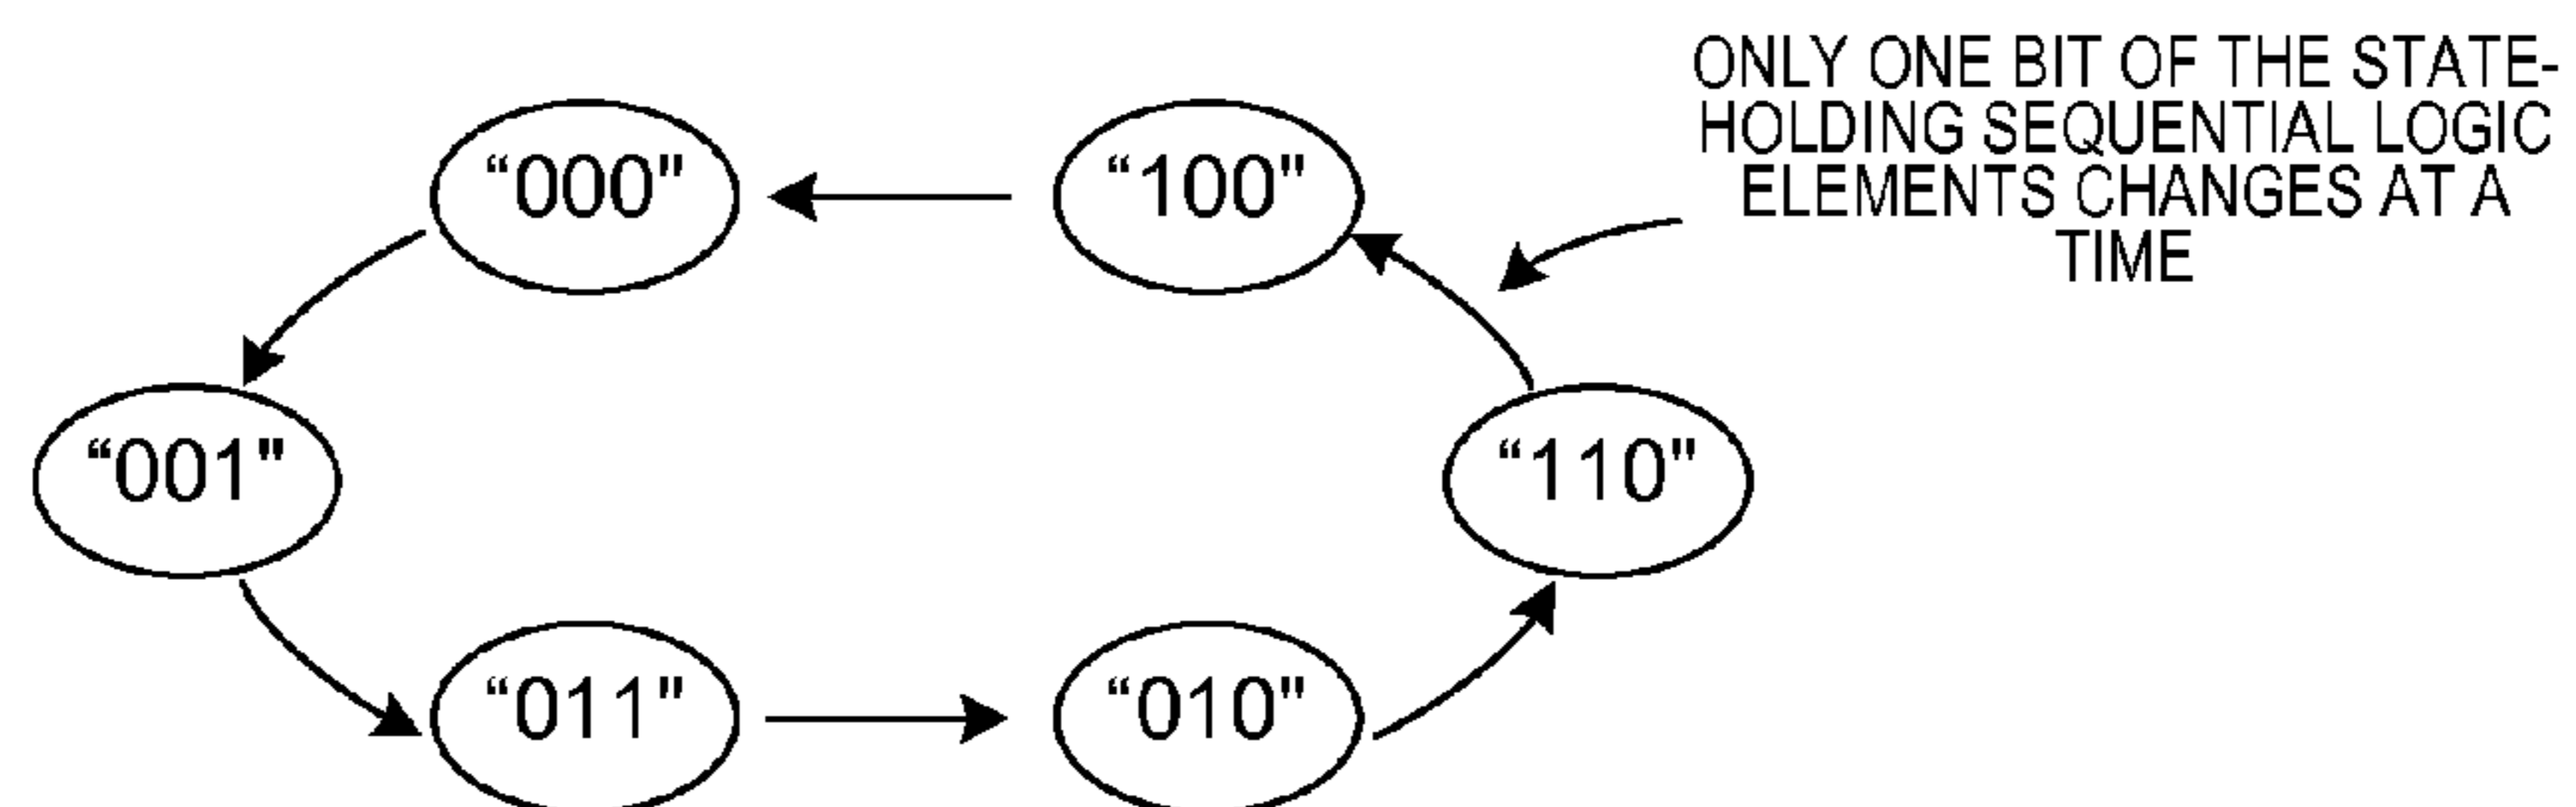 ONLY ONE BIT OF THE STATE-
HOLDING SEQUENTIAL LOGIC
ELEMENTS CHANGES AT A
TIME
“000"
“100"
“001"
“110"
“011"
“010"